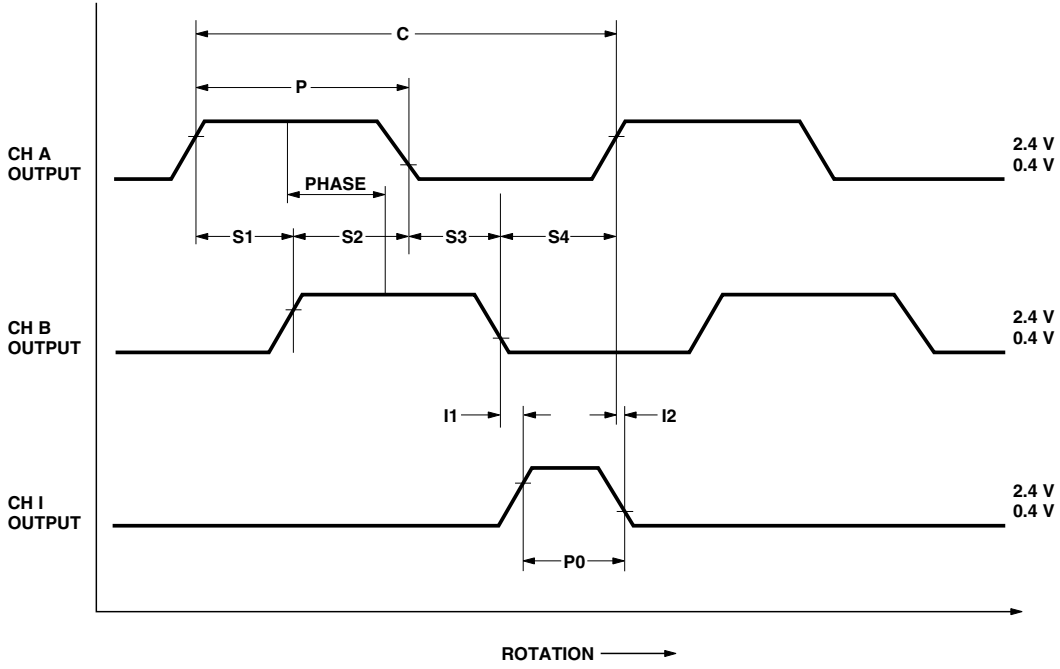 C
P
CH A
OUTPUT
2.4 V
0.4 V
PHASE
S1 S2 S3 S4
CH B
OUTPUT
2.4 V
0.4 V
I1 I2
CH I
OUTPUT
2.4 V
0.4 V
P0
ROTATION